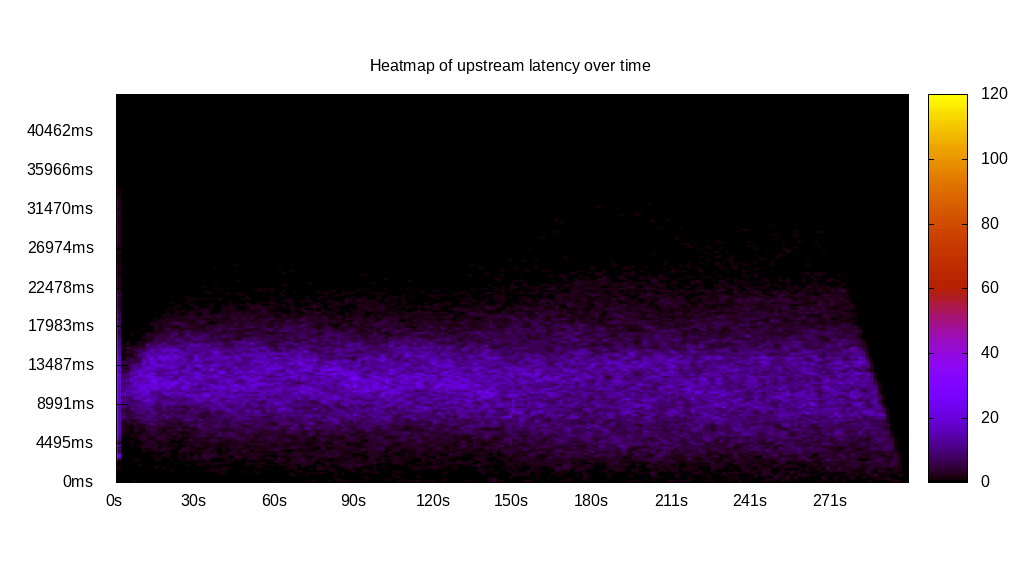 Heatmap of upstream latency over time
40462ms
35966ms
31470ms
26974ms
22478ms
17983ms
13487ms
8991ms
4495ms
0ms
0s 30s 60s 90s 120s 150s 180s 211s 241s 271s
120
100
80
60
40
20
0